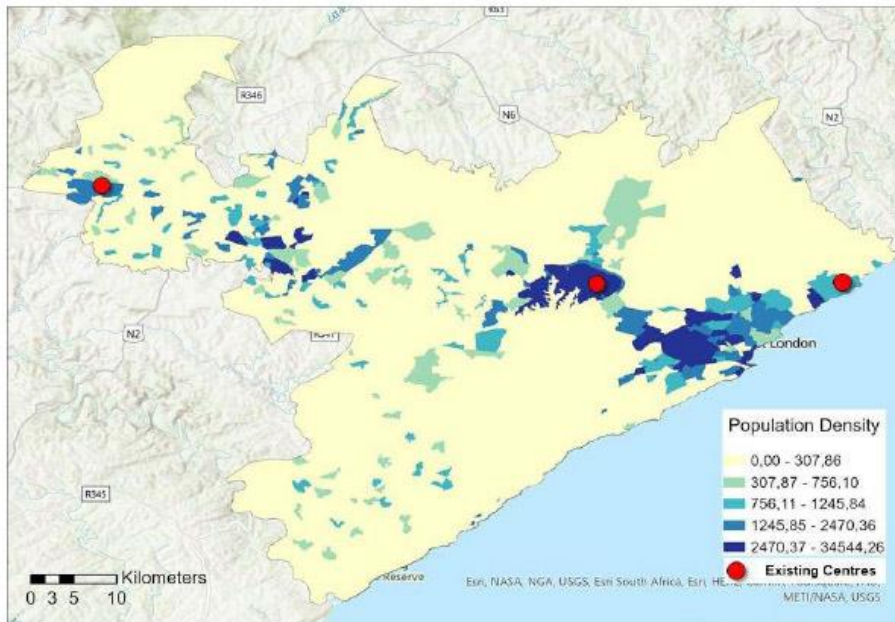 R63
R346
N6
N2
N2
London
R345
Population Density
0,00 - 307,86
307,87 - 756,10
756,11 - 1245,84
1245,85 - 2470,36
2470,37 - 34544,26
Existing Centres
Kilometers
0 3 5 10
Reserve
Esri, NASA, NGA, USGS, Esri South Africa, Esri,
METI/NASA, USGS